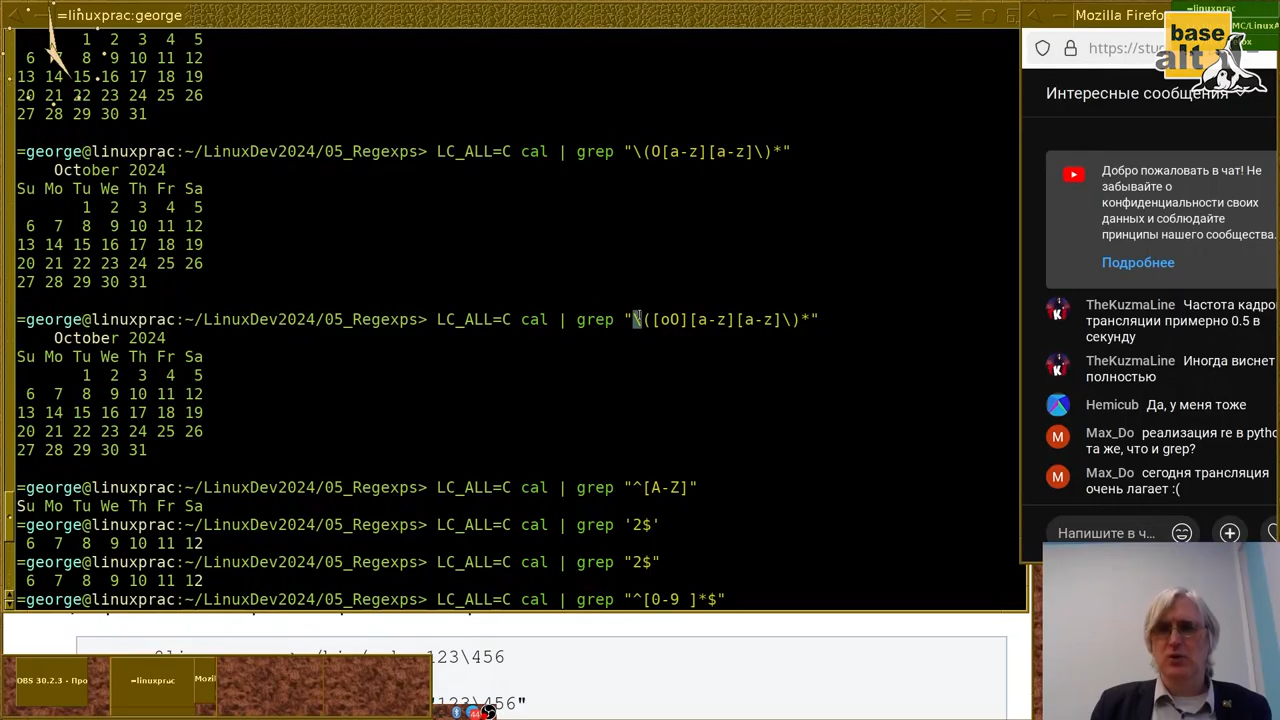 =linuxprac:george
1 2 3 4 5
6 7 8 9 10 11 12
13 14 15 16 17 18 19
20 21 22 23 24 25 26
27 28 29 30 31
=george@linuxprac:~/LinuxDev2024/05_Regexps> LC_ALL=C cal | grep "\(O[a-z][a-z]\)*"
October 2024
Su Mo Tu We Th Fr Sa
1 2 3 4 5
6 7 8 9 10 11 12
13 14 15 16 17 18 19
20 21 22 23 24 25 26
27 28 29 30 31
=george@linuxprac:~/LinuxDev2024/05_Regexps> LC_ALL=C cal | grep "\([oO][a-z][a-z]\)*"
October 2024
Su Mo Tu We Th Fr Sa
1 2 3 4 5
6 7 8 9 10 11 12
13 14 15 16 17 18 19
20 21 22 23 24 25 26
27 28 29 30 31
=george@linuxprac:~/LinuxDev2024/05_Regexps> LC_ALL=C cal | grep "^[A-Z]"
Su Mo Tu We Th Fr Sa
=george@linuxprac:~/LinuxDev2024/05_Regexps> LC_ALL=C cal | grep '2$'
6 7 8 9 10 11 12
=george@linuxprac:~/LinuxDev2024/05_Regexps> LC_ALL=C cal | grep "2$"
6 7 8 9 10 11 12
=george@linuxprac:~/LinuxDev2024/05_Regexps> LC_ALL=C cal | grep "^[0-9 ]*$"
123\456
123\456"
OBS 30.2.3 - Про
=linuxprac
Mozil
Mozilla Firefox
=linuxprac
base
alt
https://stu
Интересные сообщения
Добро пожаловать в чат! Не
забывайте о
конфиденциальности своих
данных и соблюдайте
принципы нашего сообщества.
Подробнее
TheKuzmaLine Частота кадро
трансляции примерно 0.5 в
секунду
TheKuzmaLine Иногда виснет
полностью
Hemicub Да, у меня тоже
Max_Do реализация re в pyth
та же, что и grep?
Max_Do сегодня трансляция
очень лагает :(
Напишите в ч...